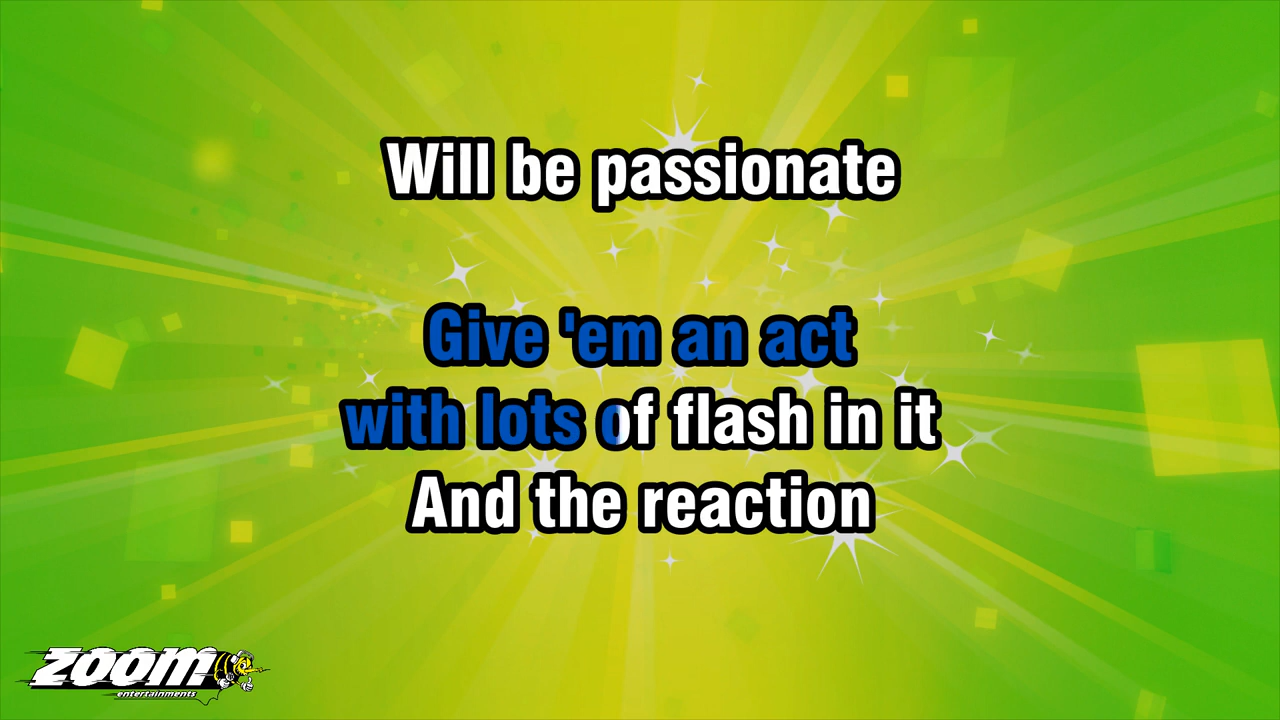 Will be passionate
Give 'em an act
with lots of flash in it
And the reaction
zoom
entertainments